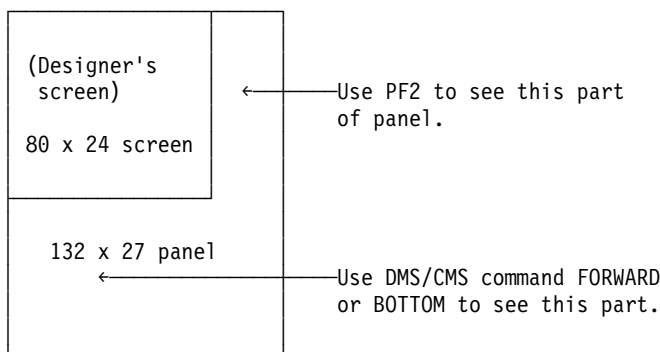 (Designer's
screen)
Use PF2 to see this part
of panel.
80 x 24 screen
132 x 27 panel
Use DMS/CMS command FORWARD
or BOTTOM to see this part.